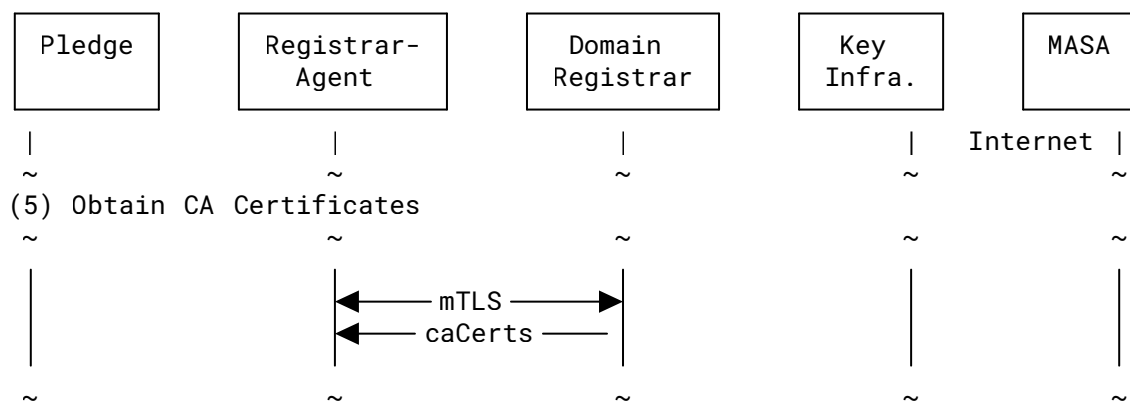 Pledge
Registrar-
Agent
Domain
Registrar
Key
Infra.
MASA
| | | | Internet |
~ ~ ~ ~ ~
(5) Obtain CA Certificates
~ ~ ~ ~ ~
mTLS
caCerts
~ ~ ~ ~ ~